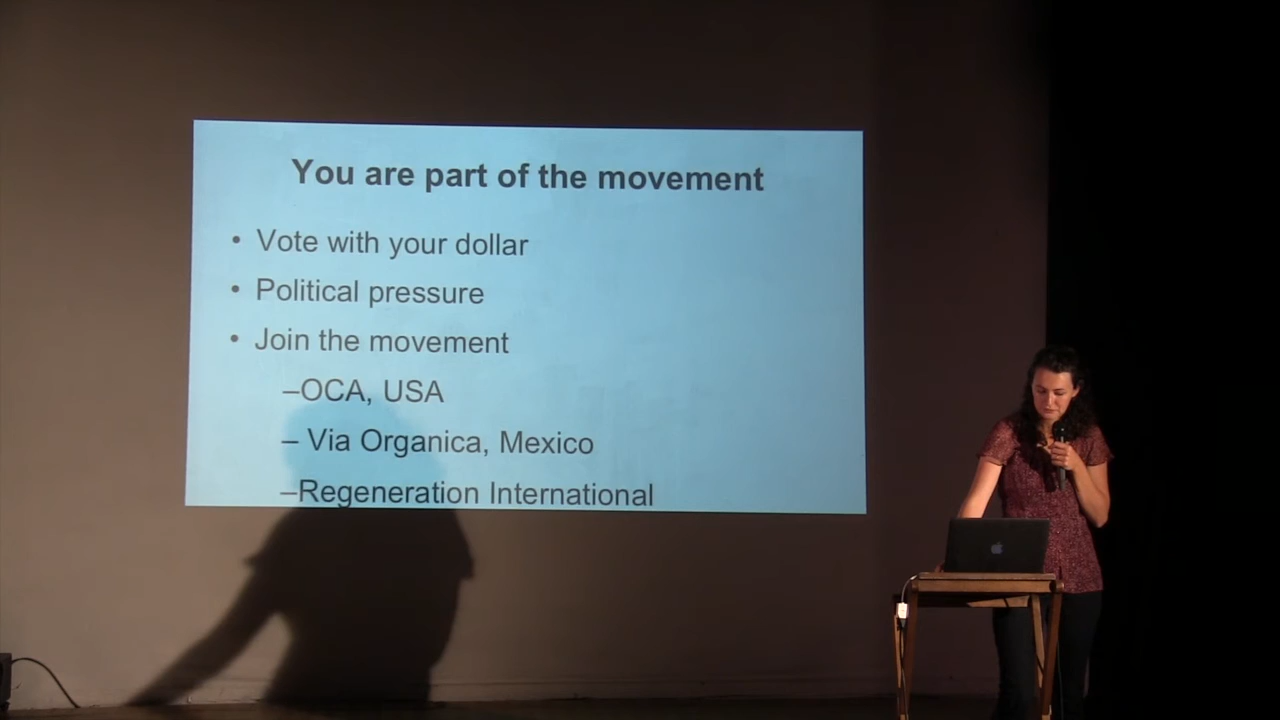 You are part of the movement
• Vote with your dollar
• Political pressure
• Join the movement
–OCA, USA
– Via Organica, Mexico
–Regeneration International